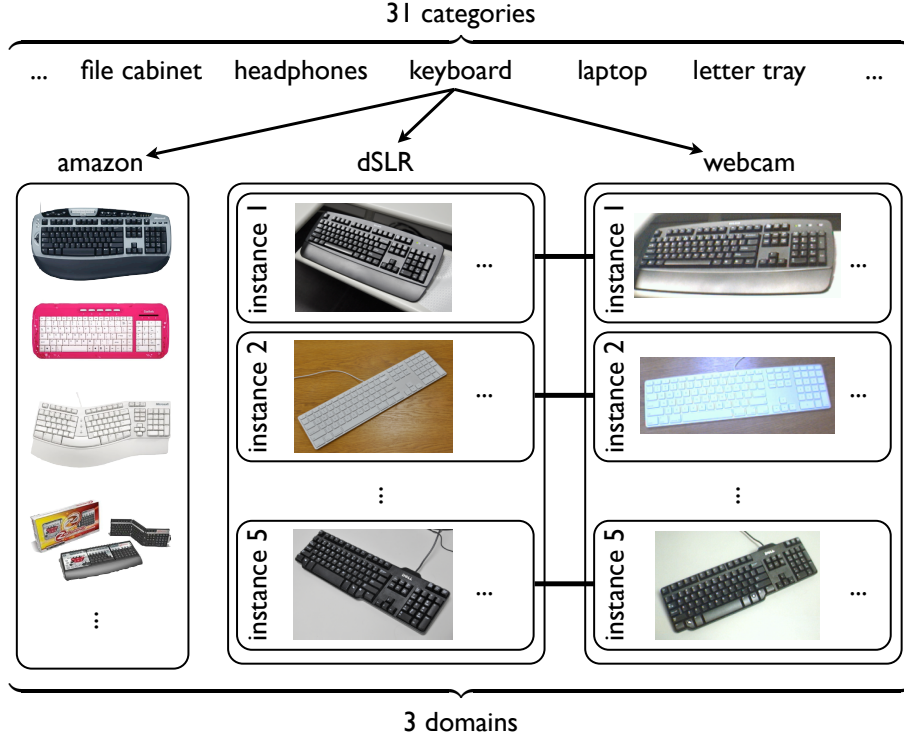 31 categories
... file cabinet headphones keyboard laptop letter tray ...
amazon dSLR webcam
instance 1 ... instance 1 ...
instance 2 ... instance 2 ...
...
...
instance 5 ... instance 5 ...
...
3 domains